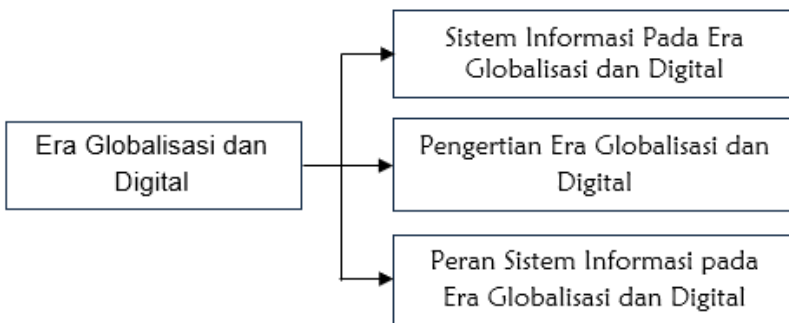 Era Globalisasi dan
Digital
Sistem Informasi Pada Era
Globalisasi dan Digital
Pengertian Era Globalisasi dan
Digital
Peran Sistem Informasi pada
Era Globalisasi dan Digital